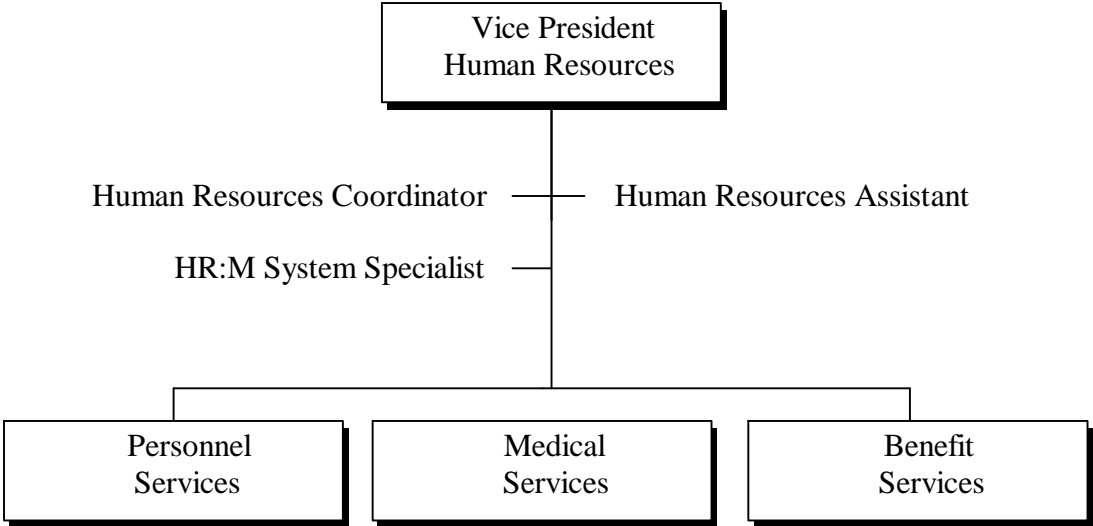 Vice President
Human Resources
Human Resources Coordinator
Human Resources Assistant
HR:M System Specialist
Personnel
Services
Medical
Services
Benefit
Services